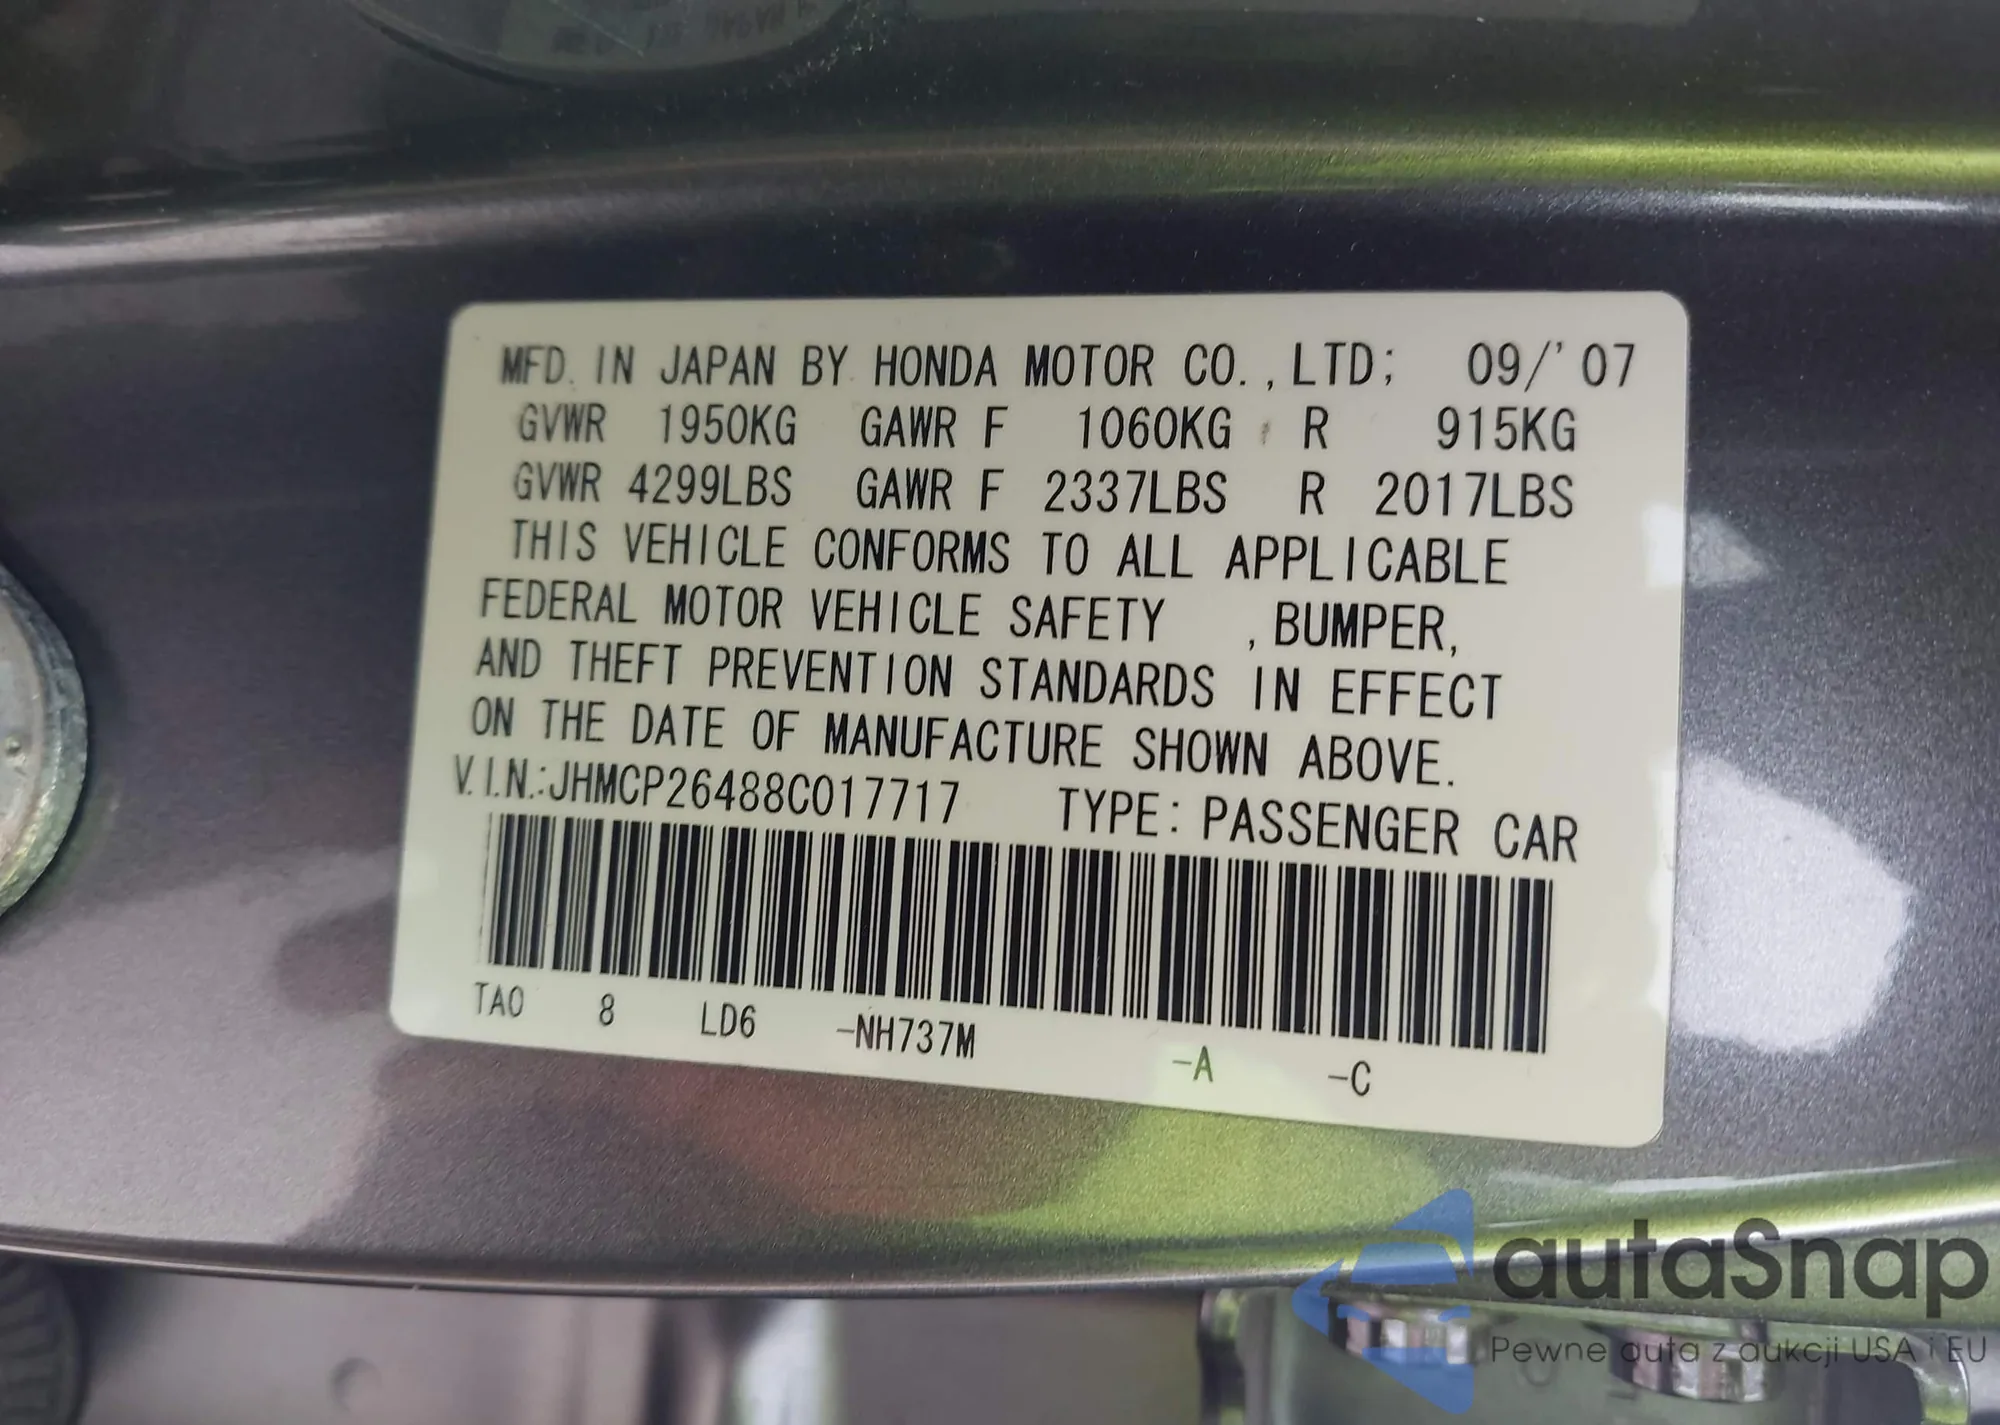 MFD. IN JAPAN BY HONDA MOTOR CO.,LTD; 09/'07
GVWR 1950KG GAWR F 1060KG R 915KG
GVWR 4299LBS GAWR F 2337LBS R 2017LBS
THIS VEHICLE CONFORMS TO ALL APPLICABLE
FEDERAL MOTOR VEHICLE SAFETY ,BUMPER,
AND THEFT PREVENTION STANDARDS IN EFFECT
ON THE DATE OF MANUFACTURE SHOWN ABOVE.
V.I.N.:JHMCP26488C017717 TYPE: PASSENGER CAR
TA0 8 LD6 -NH737M -A -C
autaSnap
Pewne auta z aukcji USA i EU